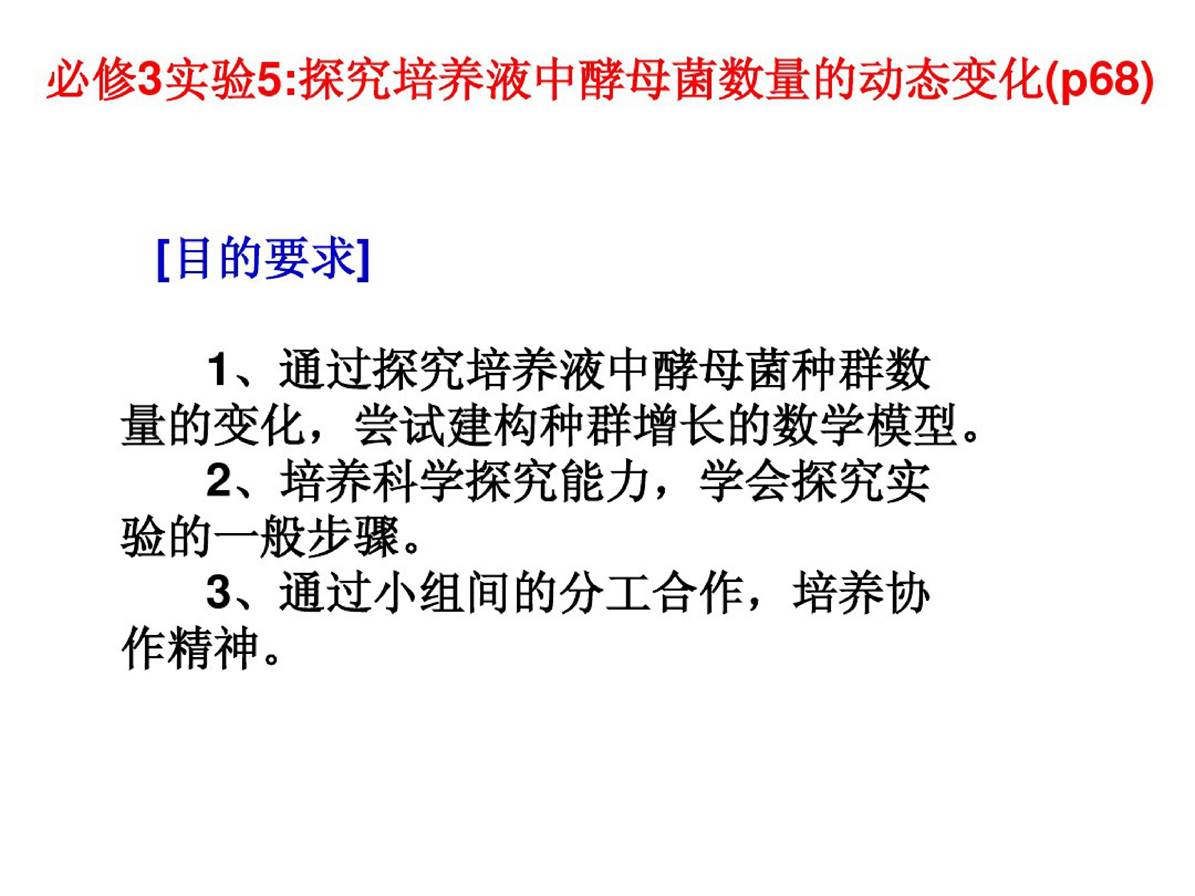 必修3实验5:探究培养液中酵母菌数量的动态变化(p68)
[目的要求]
1、通过探究培养液中酵母菌种群数
量的变化，尝试建构种群增长的数学模型。
2、培养科学探究能力，学会探究实
验的一般步骤。
3、通过小组间的分工合作，培养协
作精神。